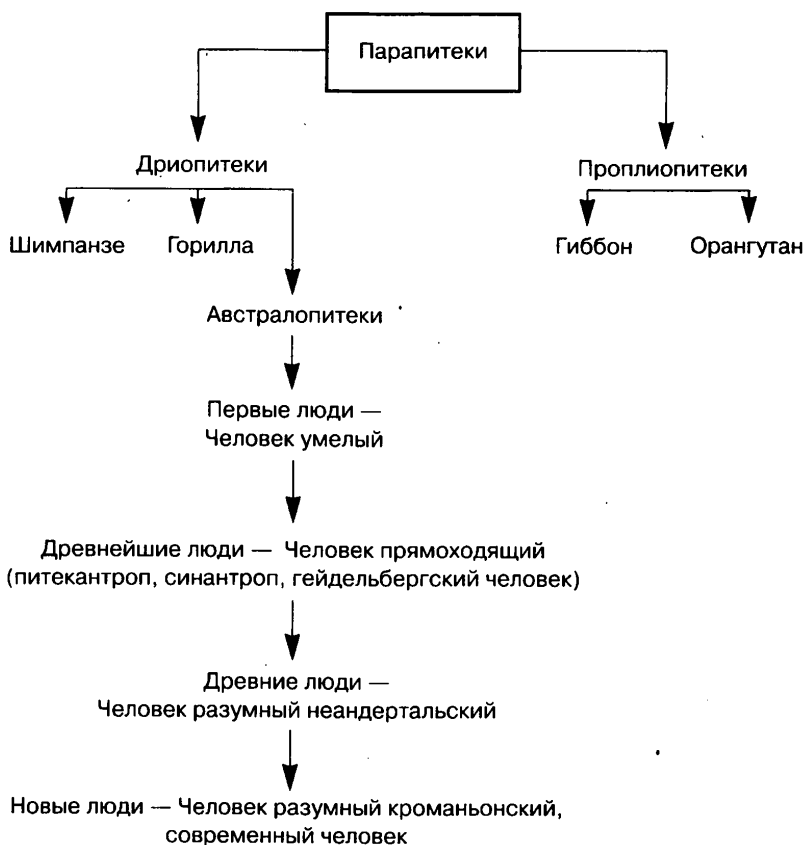 Парапитеки
Дриопитеки
Проплиопитеки
Шимпанзе
Горилла
Гиббон
Орангутан
Австралопитеки
Первые люди —
Человек умелый
Древнейшие люди — Человек прямоходящий
(питекантроп, синантроп, гейдельбергский человек)
Древние люди —
Человек разумный неандертальский
Новые люди — Человек разумный кроманьонский,
современный человек